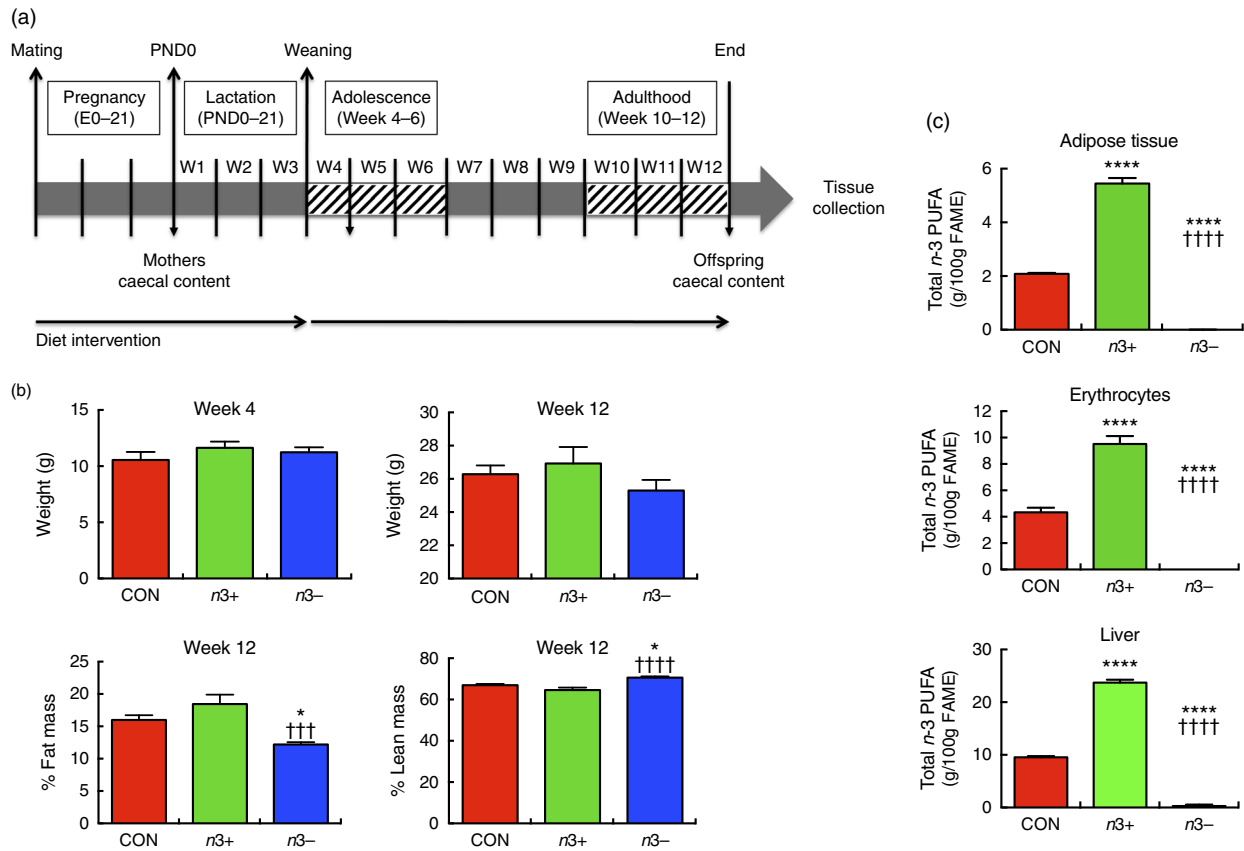 (a)
Mating
PND0
Weaning
End
Pregnancy
(E0–21)
Lactation
(PND0–21)
Adolescence
(Week 4–6)
Adulthood
(Week 10–12)
W1 W2 W3 W4 W5 W6 W7 W8 W9 W10 W11 W12
Tissue
collection
Mothers
caecal content
Offspring
caecal content
Diet intervention
(b)
Week 4
Weight (g)
15
10
5
0
CON n3+ n3–
Week 12
Weight (g)
30
28
26
24
22
20
CON n3+ n3–
Week 12
% Fat mass
25
20
15
10
5
0
*
†††
CON n3+ n3–
Week 12
% Lean mass
80
60
40
20
0
*
††††
CON n3+ n3–
(c)
Adipose tissue
Total n-3 PUFA
(g/100g FAME)
6
4
2
0
****
****
††††
CON n3+ n3–
Erythrocytes
Total n-3 PUFA
(g/100g FAME)
12
10
8
6
4
2
0
****
****
††††
CON n3+ n3–
Liver
Total n-3 PUFA
(g/100g FAME)
30
20
10
0
****
****
††††
CON n3+ n3–